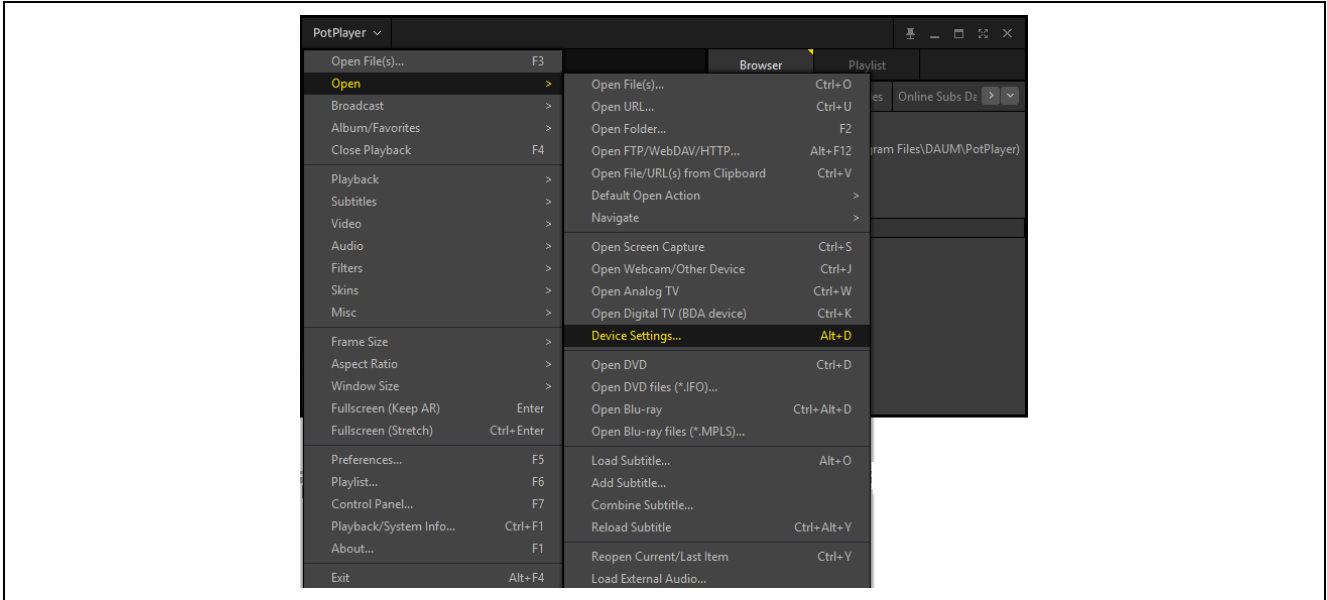 PotPlayer
Browser
Playlist
Open File(s)... F3
Open >
Broadcast >
Album/Favorites >
Close Playback F4
Playback >
Subtitles >
Video >
Audio >
Filters >
Skins >
Misc >
Frame Size >
Aspect Ratio >
Window Size >
Fullscreen (Keep AR) Enter
Fullscreen (Stretch) Ctrl+Enter
Preferences... F5
Playlist... F6
Control Panel... F7
Playback/System Info... Ctrl+F1
About... F1
Exit Alt+F4
Open File(s)... Ctrl+O
Open URL... Ctrl+U
Open Folder... F2
Open FTP/WebDAV/HTTP... Alt+F12
Open File/URL(s) from Clipboard Ctrl+V
Default Open Action >
Navigate >
Open Screen Capture Ctrl+S
Open Webcam/Other Device Ctrl+J
Open Analog TV Ctrl+W
Open Digital TV (BDA device) Ctrl+K
Device Settings... Alt+D
Open DVD Ctrl+D
Open DVD files (*.IFO)...
Open Blu-ray Ctrl+Alt+D
Open Blu-ray files (*.MPLS)...
Load Subtitle... Alt+O
Add Subtitle...
Combine Subtitle...
Reload Subtitle Ctrl+Alt+Y
Reopen Current/Last Item Ctrl+Y
Load External Audio...
es Online Subs Da
gram Files\DAUM\PotPlayer)